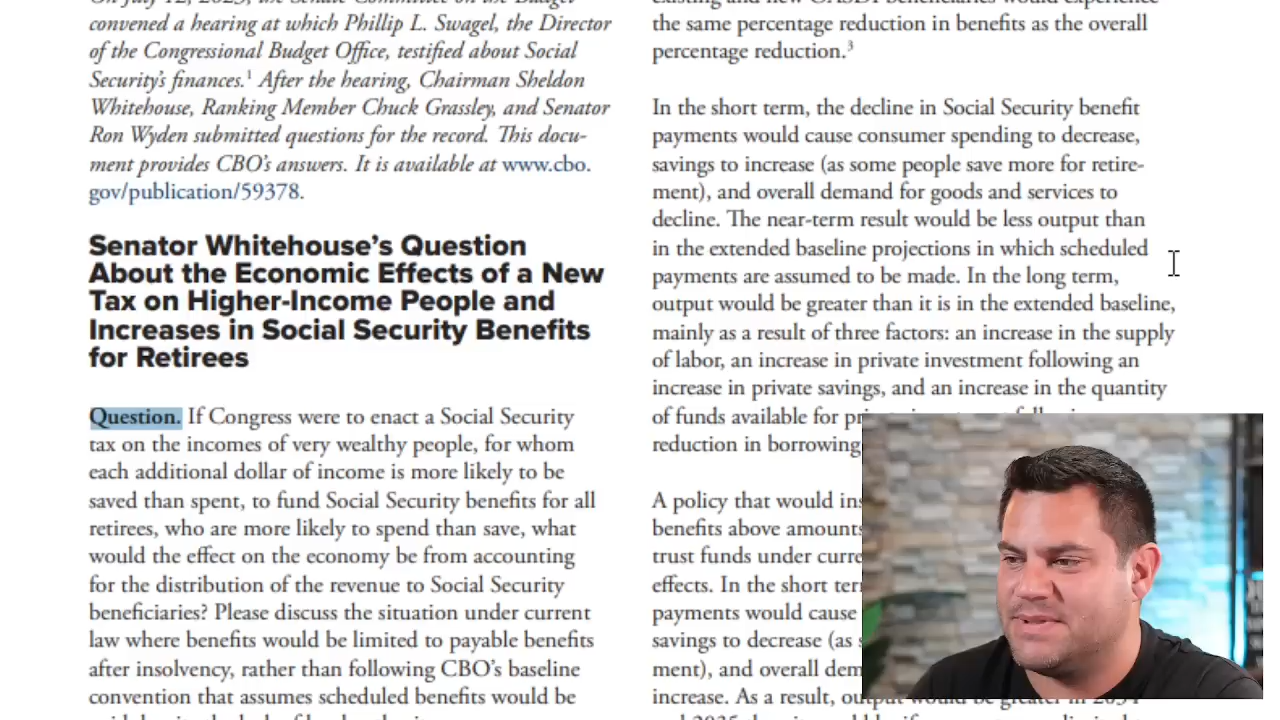 convened a hearing at which Phillip L. Swagel, the Director
of the Congressional Budget Office, testified about Social
Security's finances.¹ After the hearing, Chairman Sheldon
Whitehouse, Ranking Member Chuck Grassley, and Senator
Ron Wyden submitted questions for the record. This docu-
ment provides CBO's answers. It is available at www.cbo.
gov/publication/59378.
Senator Whitehouse's Question
About the Economic Effects of a New
Tax on Higher-Income People and
Increases in Social Security Benefits
for Retirees
Question. If Congress were to enact a Social Security
tax on the incomes of very wealthy people, for whom
each additional dollar of income is more likely to be
saved than spent, to fund Social Security benefits for all
retirees, who are more likely to spend than save, what
would the effect on the economy be from accounting
for the distribution of the revenue to Social Security
beneficiaries? Please discuss the situation under current
law where benefits would be limited to payable benefits
after insolvency, rather than following CBO's baseline
convention that assumes scheduled benefits would be
the same percentage reduction in benefits as the overall
percentage reduction.³
In the short term, the decline in Social Security benefit
payments would cause consumer spending to decrease,
savings to increase (as some people save more for retire-
ment), and overall demand for goods and services to
decline. The near-term result would be less output than
in the extended baseline projections in which scheduled
payments are assumed to be made. In the long term,
output would be greater than it is in the extended baseline,
mainly as a result of three factors: an increase in the supply
of labor, an increase in private investment following an
increase in private savings, and an increase in the quantity
of funds available for
reduction in borrowing
A policy that would
benefits above amounts
trust funds under
effects. In the short
payments would cause
savings to decrease (as
ment), and overall
increase. As a result, would be greater in